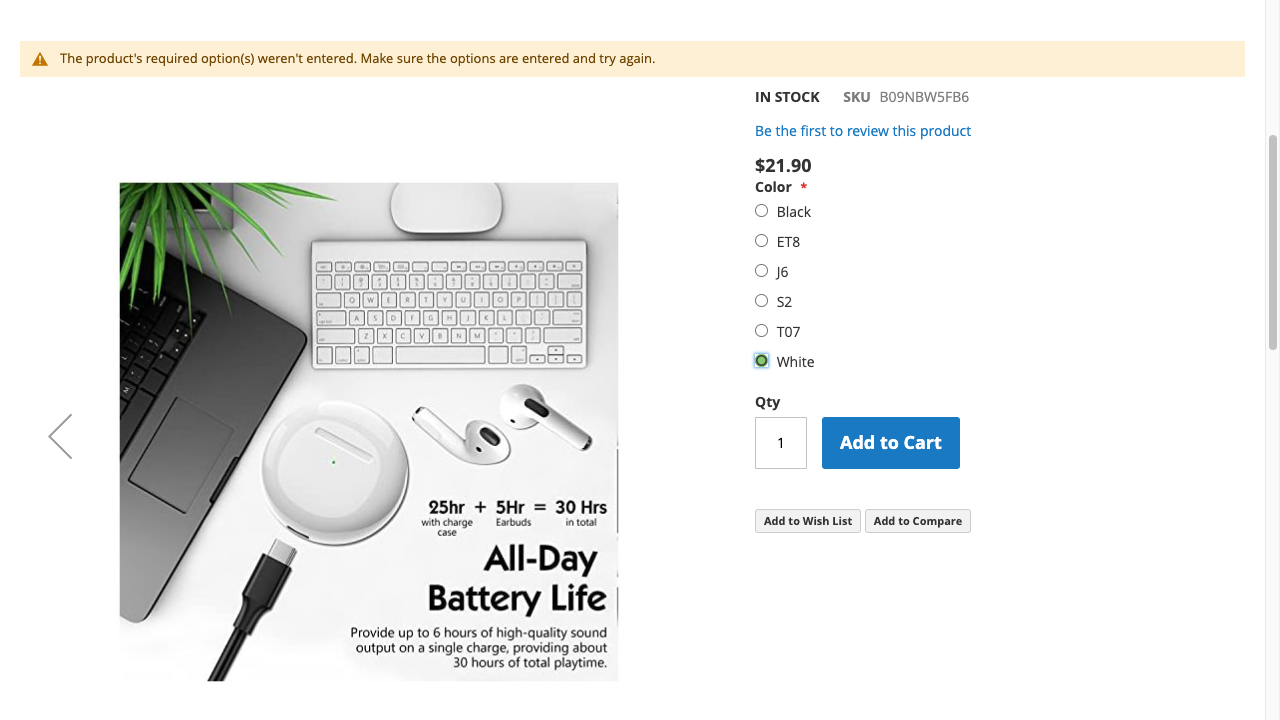 The product's required option(s) weren't entered. Make sure the options are entered and try again.
IN STOCK SKU B09NBW5FB6
Be the first to review this product
$21.90
Color *
Black
ET8
J6
S2
T07
White
Qty
1
Add to Cart
Add to Wish List Add to Compare
25hr + 5Hr = 30 Hrs
with charge case Earbuds in total
All-Day
Battery Life
Provide up to 6 hours of high-quality sound
output on a single charge, providing about
30 hours of total playtime.
Q W E R T Y U I O P
A S D F G H J K L
Z X C V B N M